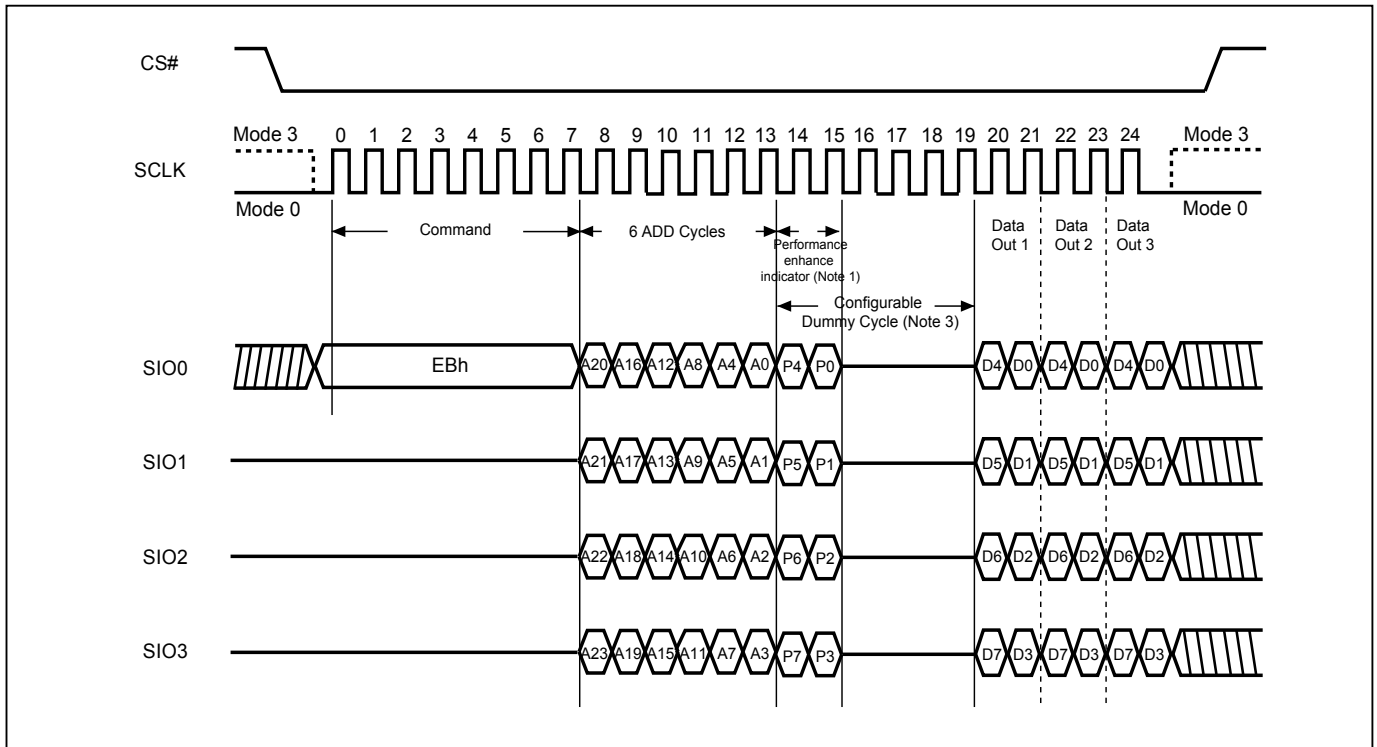 CS#
Mode 3 0 1 2 3 4 5 6 7 8 9 10 11 12 13 14 15 16 17 18 19 20 21 22 23 24 Mode 3
SCLK
Mode 0 Mode 0
Command 6 ADD Cycles Performance enhance indicator (Note 1) Data Out 1 Data Out 2 Data Out 3
Configurable
Dummy Cycle (Note 3)
SIO0 EBh A20 A16 A12 A8 A4 A0 P4 P0 D4 D0 D4 D0 D4 D0
SIO1 A21 A17 A13 A9 A5 A1 P5 P1 D5 D1 D5 D1 D5 D1
SIO2 A22 A18 A14 A10 A6 A2 P6 P2 D6 D2 D6 D2 D6 D2
SIO3 A23 A19 A15 A11 A7 A3 P7 P3 D7 D3 D7 D3 D7 D3